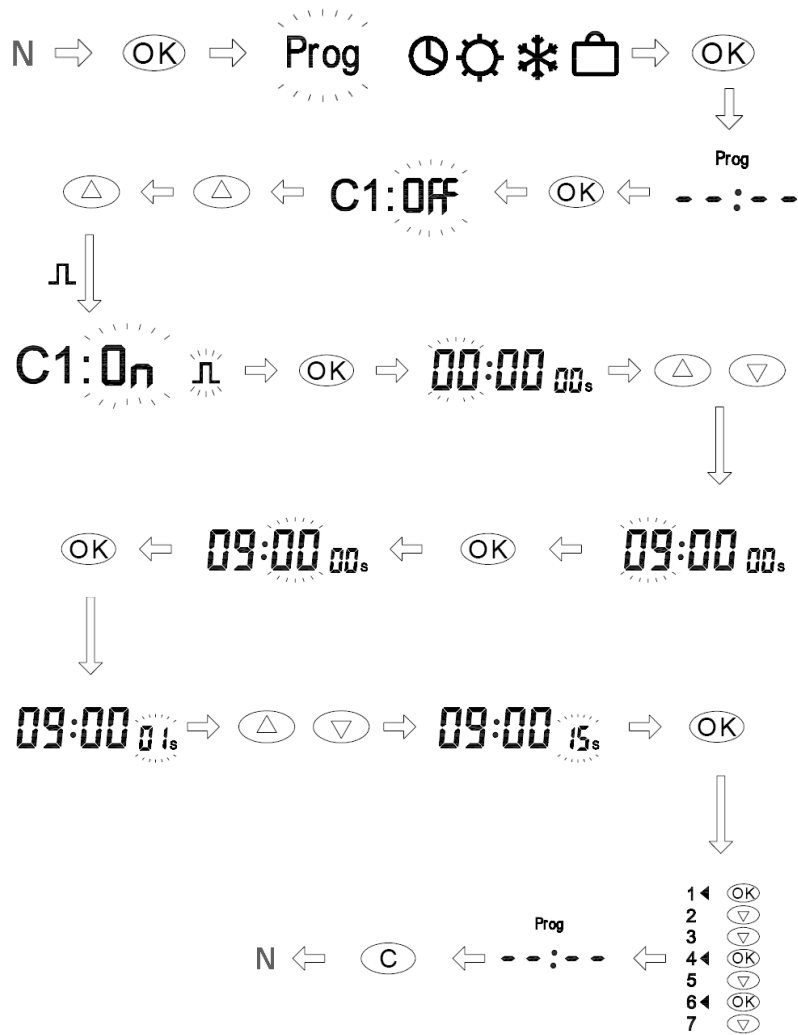 N OK Prog OK
Prog
C1:OFF OK --:--
C1:On OK 00:00 00s
OK 09:00 00s OK 09:00 00s
09:00 01s 09:00 15s OK
1 OK
2
3
4 OK
5
6 OK
7
Prog
N C --:--